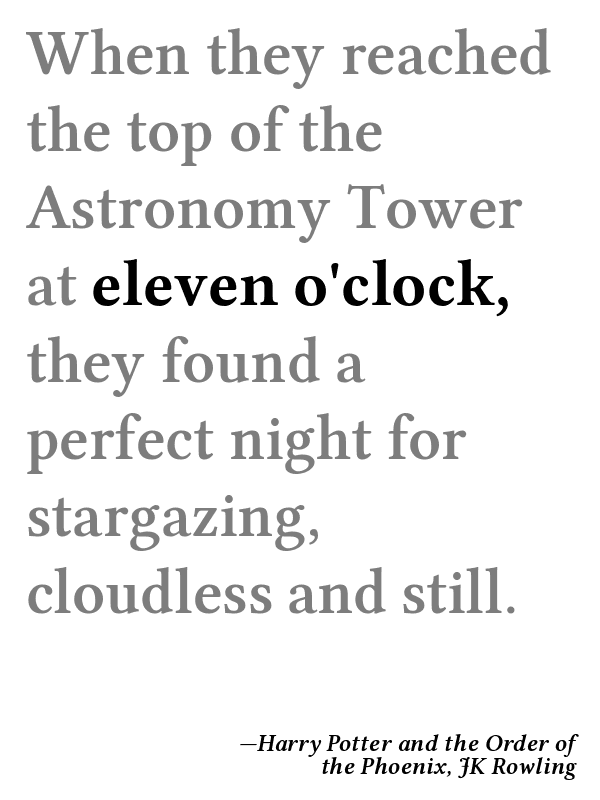 When they reached
the top of the
Astronomy Tower
at eleven o'clock,
they found a
perfect night for
stargazing,
cloudless and still.
—Harry Potter and the Order of
the Phoenix, JK Rowling